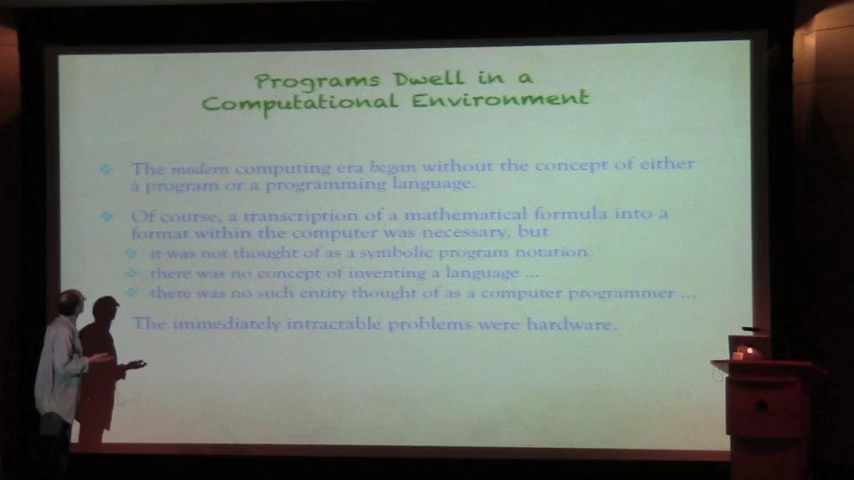 Programs Dwell in a
Computational Environment
The modern computing era began without the concept of either
a program or a programming language.
Of course, a transcription of a mathematical formula into a
format within the computer was necessary, but
it was not thought of as a symbolic program notation
there was no concept of inventing a language ...
there was no such entity thought of as a computer programmer ...
The immediately intractable problems were hardware.